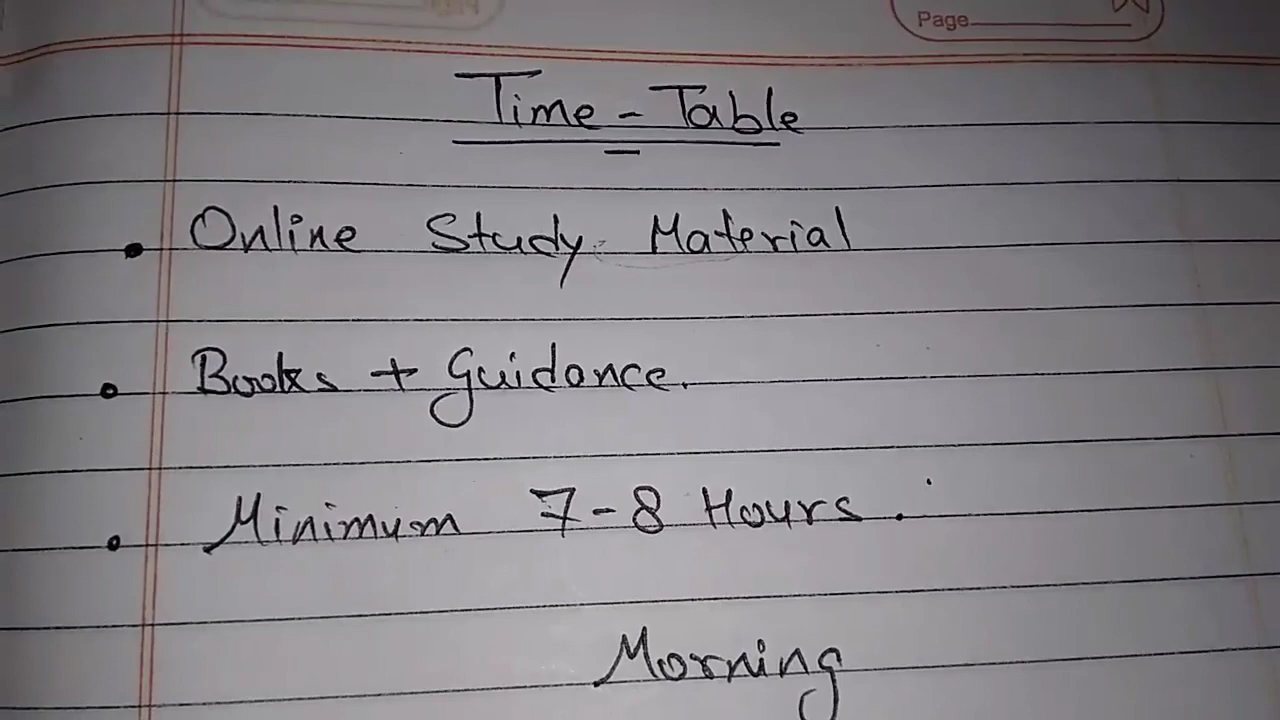 Page
Time - Table
• Online Study Material
• Books + Guidance.
• Minimum 7-8 Hours.
Morning